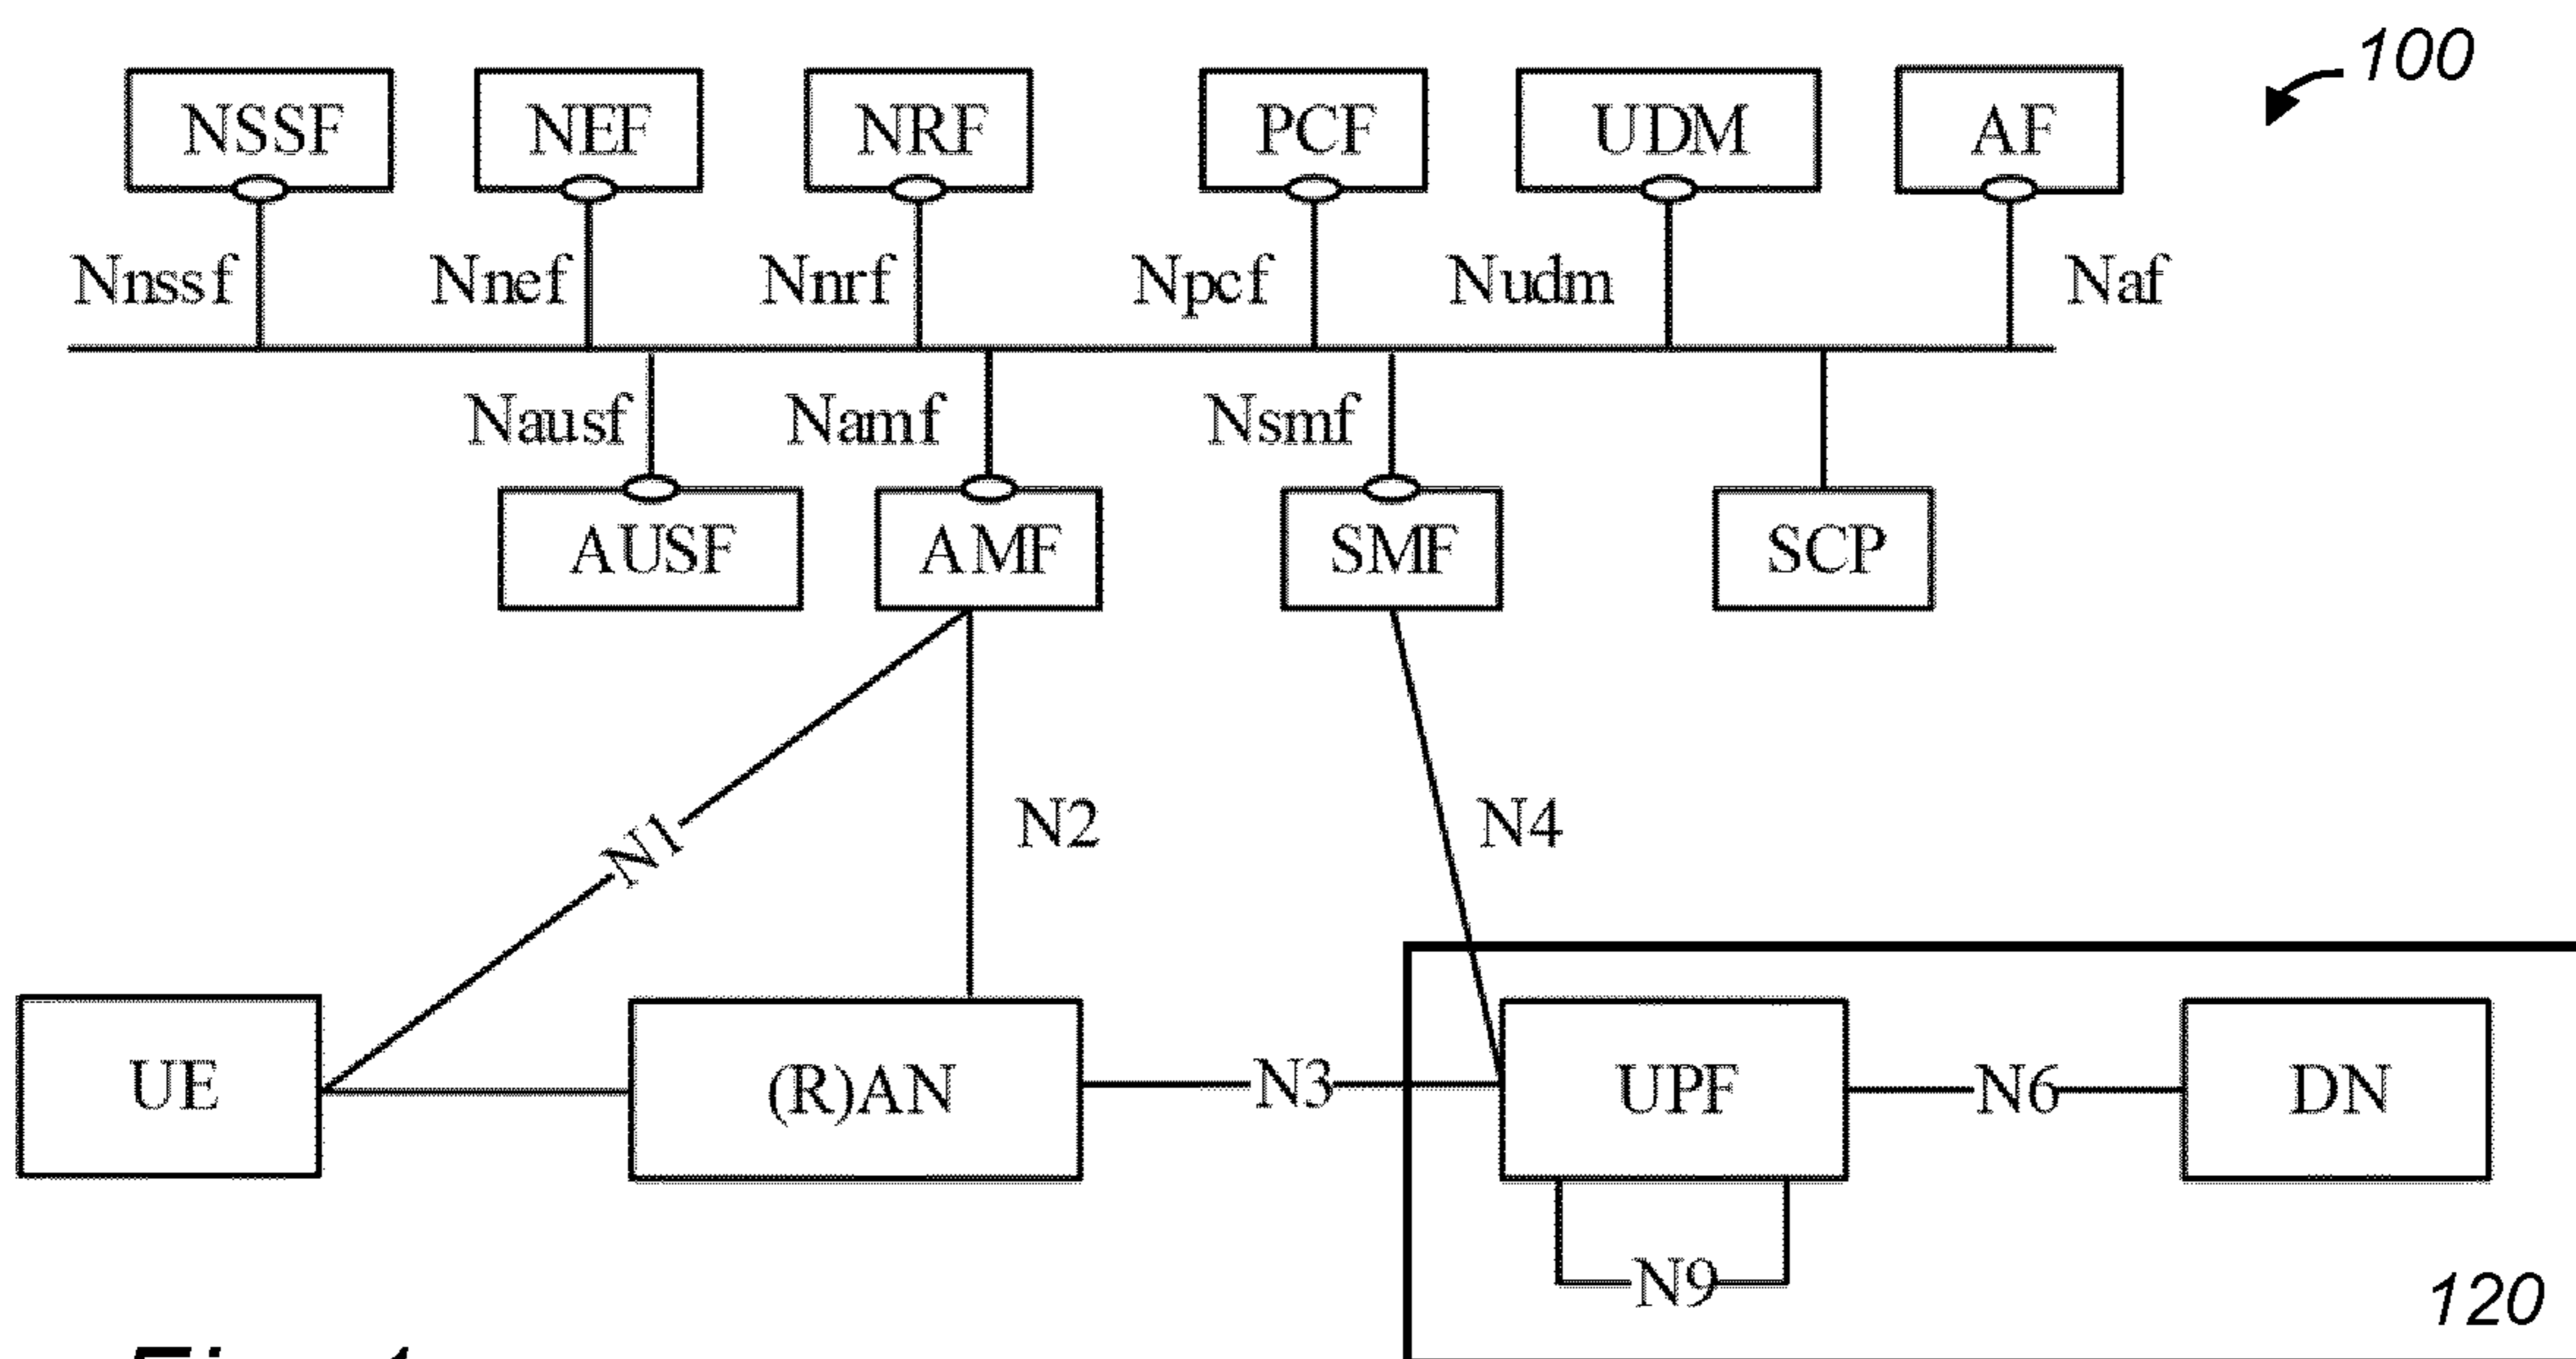 100
NSSF NEF NRF PCF UDM AF
Nnssf Nnef Nnrf Npcf Nudm Naf
Nausf Namf Nsmf
AUSF AMF SMF SCP
N1 N2 N4
UE (R)AN N3 UPF N6 DN
N9
120